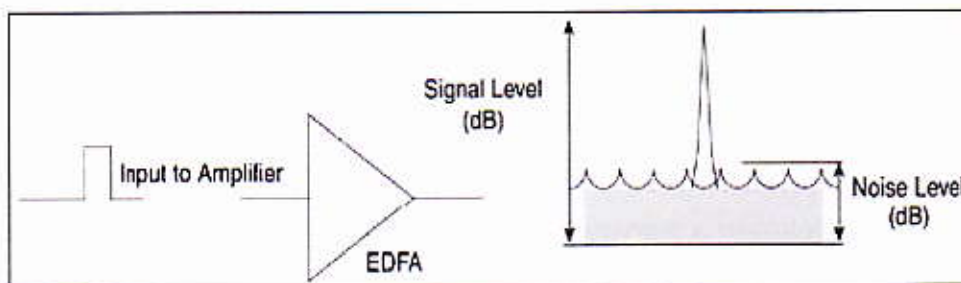 Signal Level
(dB)
Input to Amplifier
EDFA
Noise Level
(dB)